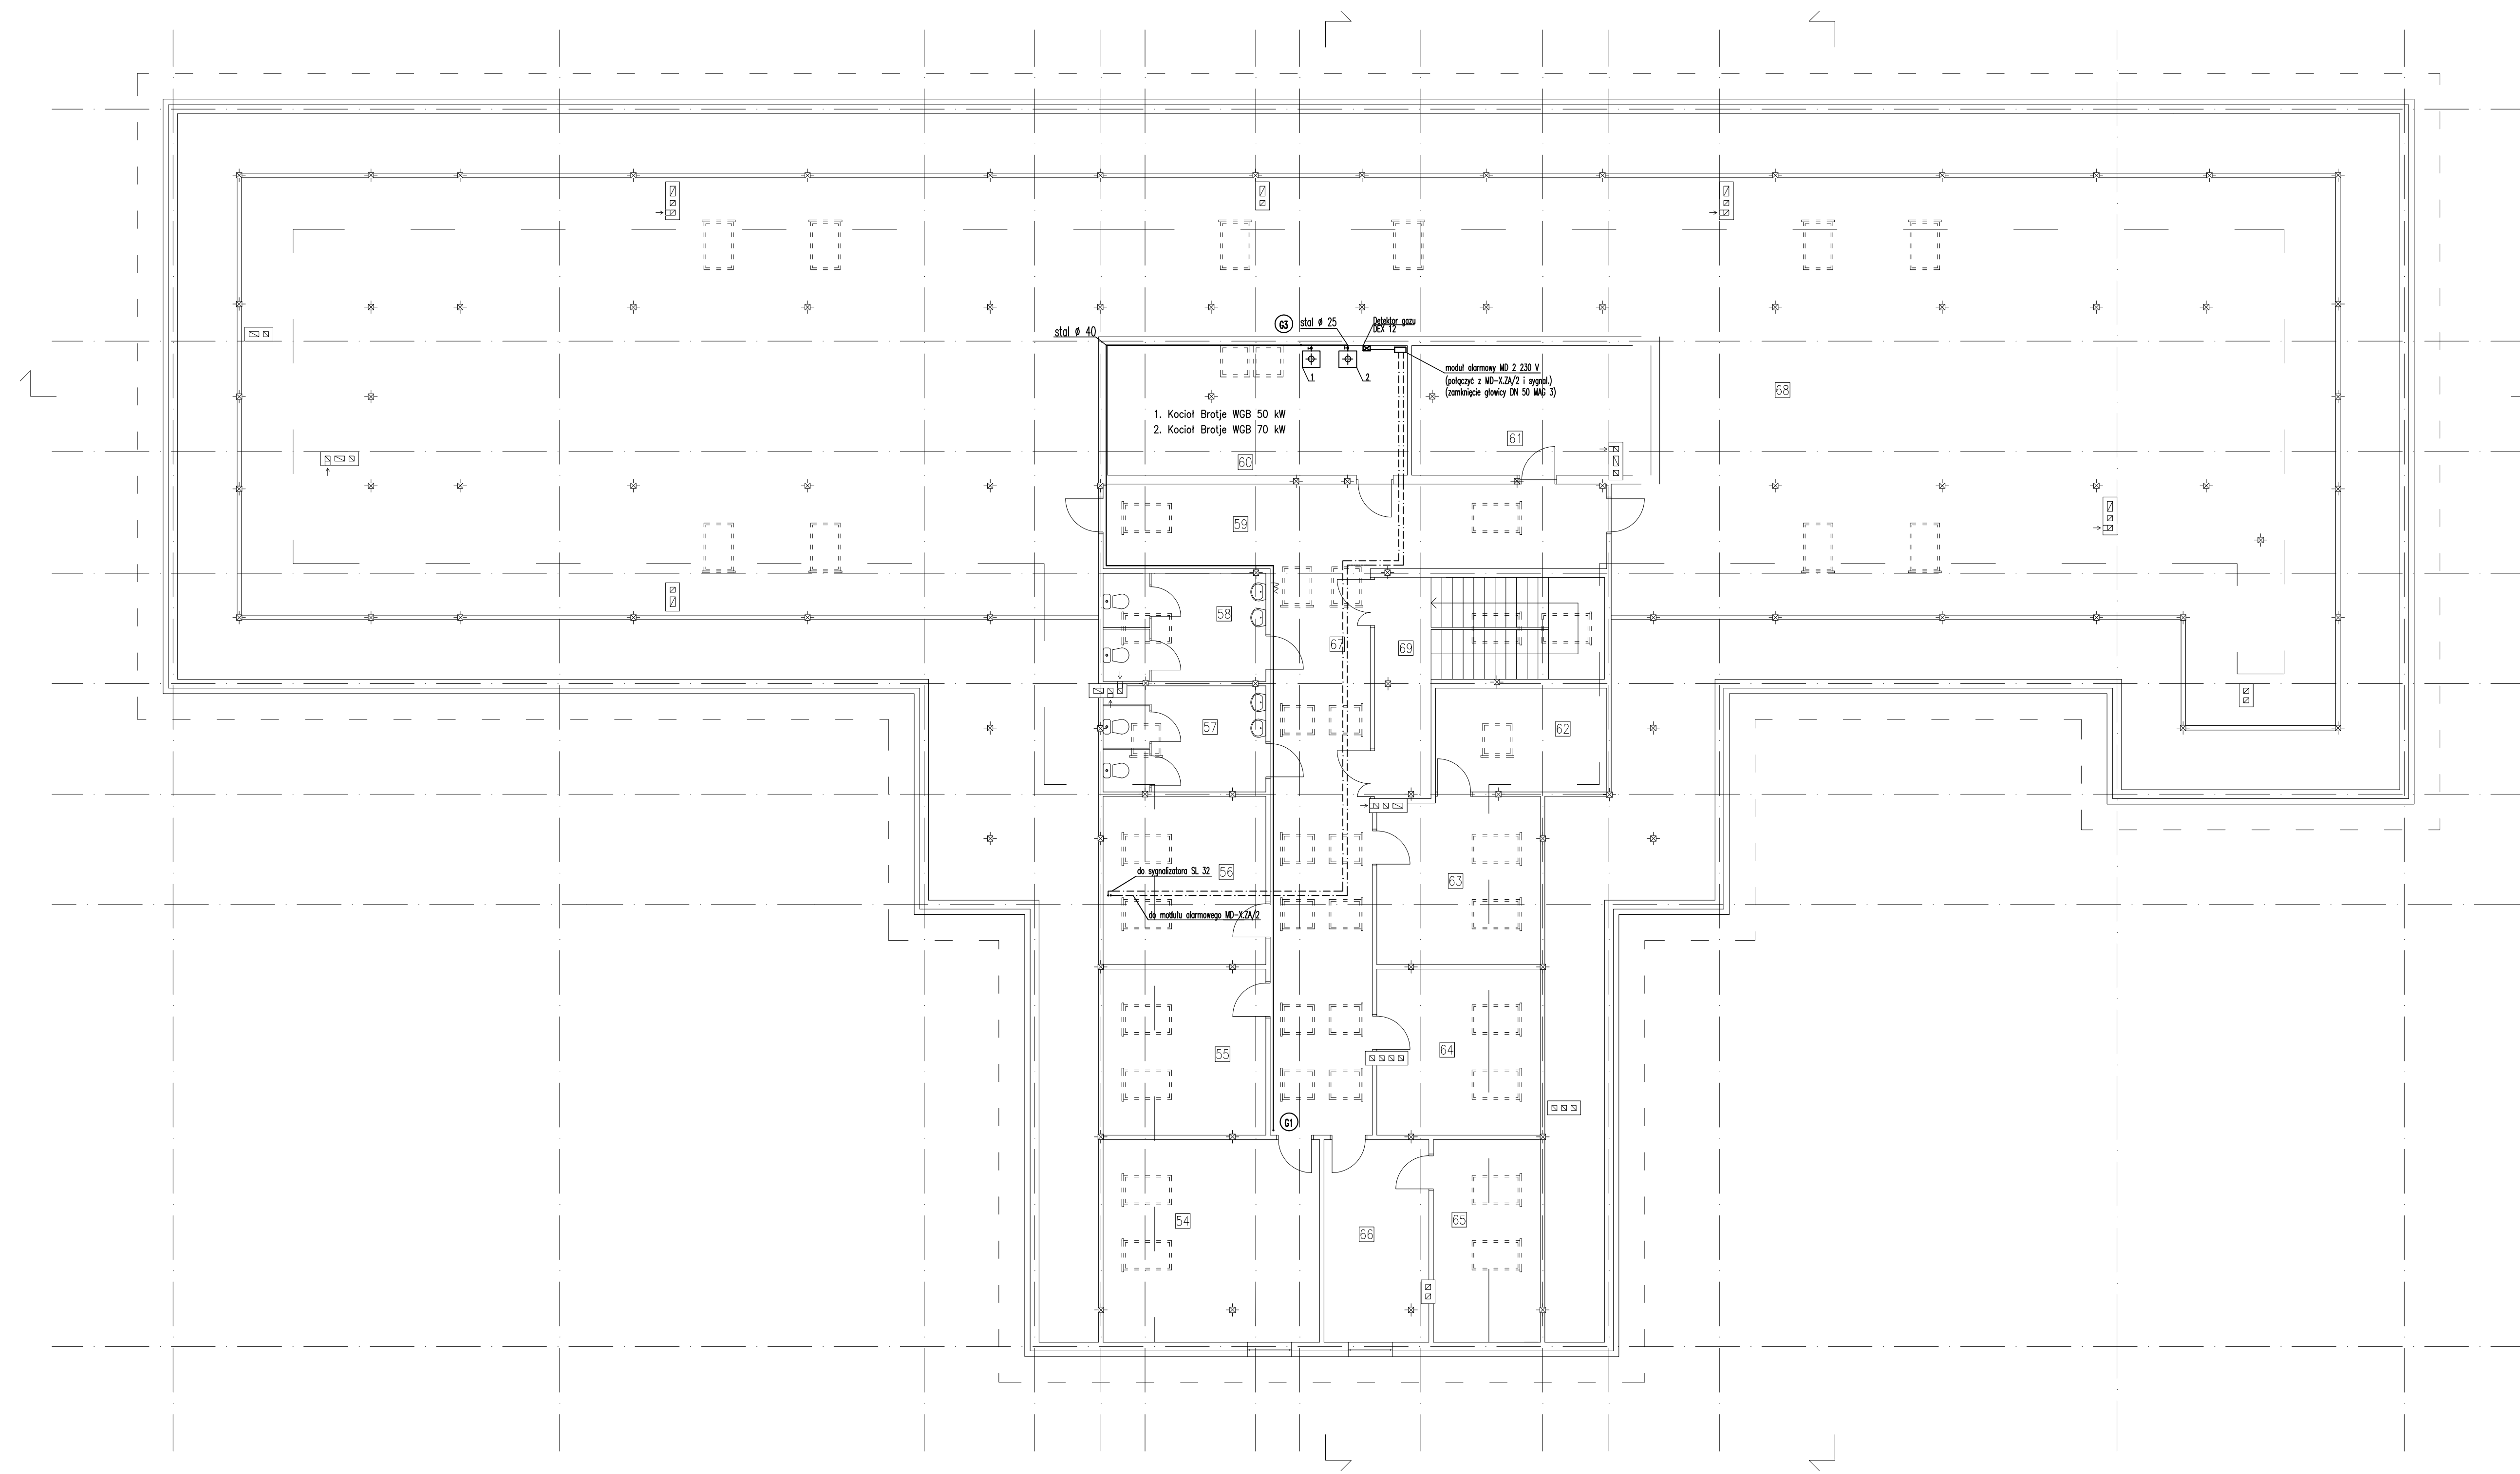 G3
stal ø 25
Detektor gazu
DEX 12
stal ø 40
moduł alarmowy MD 2 230 V
(połączyć z MD-X.ZA/2 i sygnal.)
(zamknięcie głowicy DN 50 MAG 3)
1
2
68
1. Kocioł Brotje WGB 50 kW
2. Kocioł Brotje WGB 70 kW
61
60
59
58
67
69
57
62
do sygnalizatora SL 32
56
63
do modułu alarmowego MD-X.ZA/2
55
64
G1
54
66
65